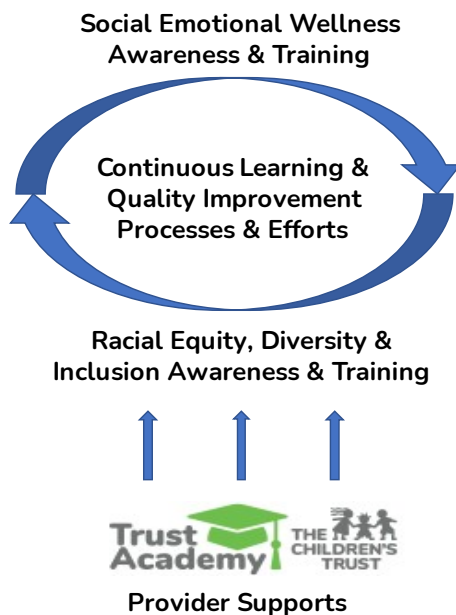 Social Emotional Wellness
Awareness & Training
Continuous Learning &
Quality Improvement
Processes & Efforts
Racial Equity, Diversity &
Inclusion Awareness & Training
Trust
Academy
THE
CHILDREN'S
TRUST
Provider Supports